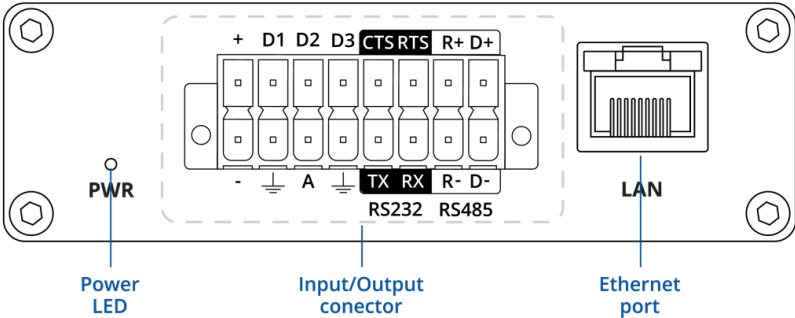 + D1 D2 D3 CTS RTS R+ D+
- ⏚ A ⏚ TX RX R- D-
PWR
RS232 RS485
LAN
Power
LED
Input/Output
conector
Ethernet
port